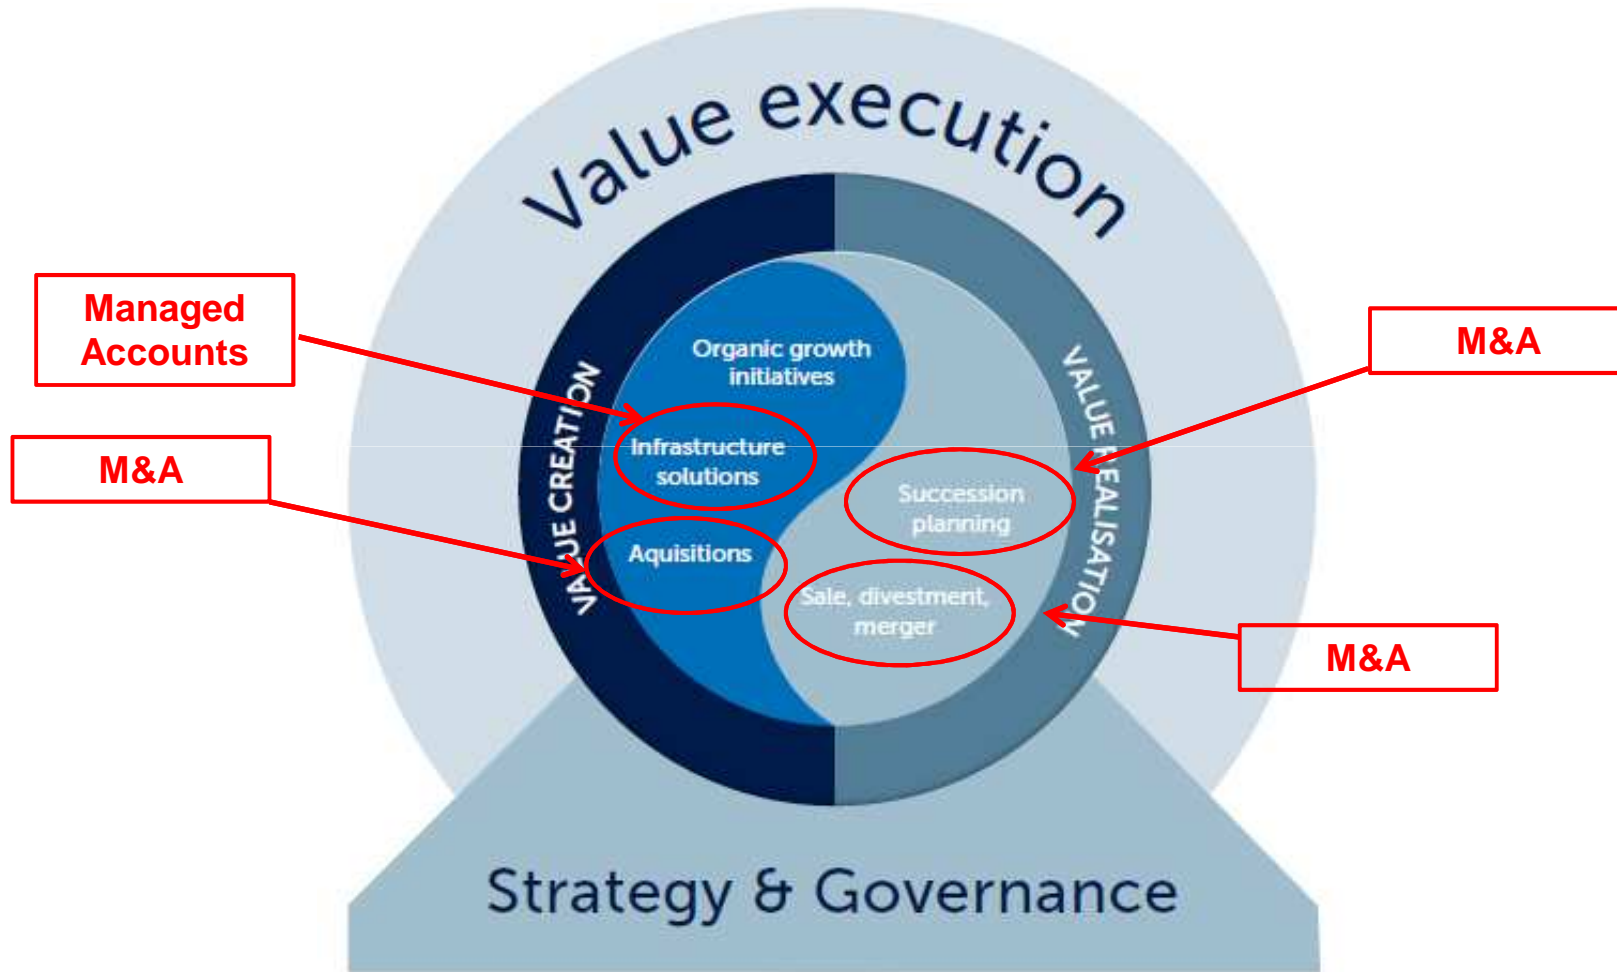 Value execution
Managed
Accounts
M&A
M&A
Organic growth
initiatives
VALUE CREATION
VALUE REALISATION
Infrastructure
solutions
Succession
planning
Aquisitions
Sale, divestment,
merger
M&A
Strategy & Governance